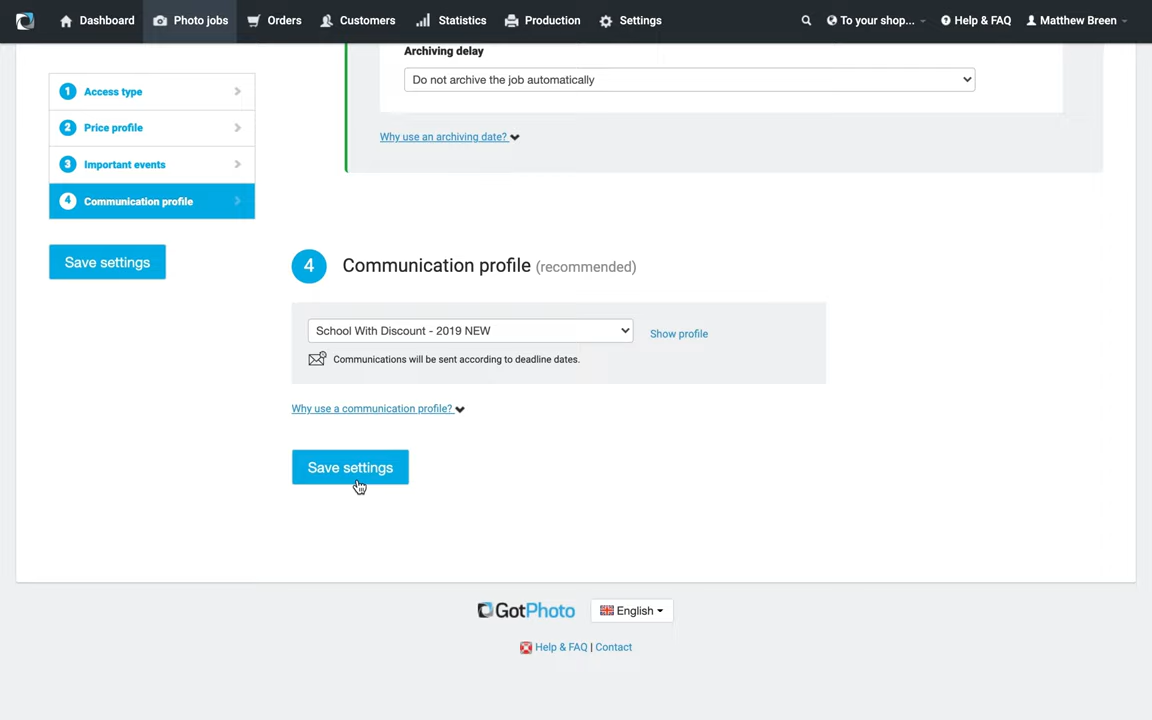 Dashboard Photo jobs Orders Customers Statistics Production Settings To your shop... Help & FAQ Matthew Breen
Archiving delay
Do not archive the job automatically
Why use an archiving date?
1 Access type
2 Price profile
3 Important events
4 Communication profile
Save settings
4 Communication profile (recommended)
School With Discount - 2019 NEW
Show profile
Communications will be sent according to deadline dates.
Why use a communication profile?
Save settings
GotPhoto
English
Help & FAQ | Contact